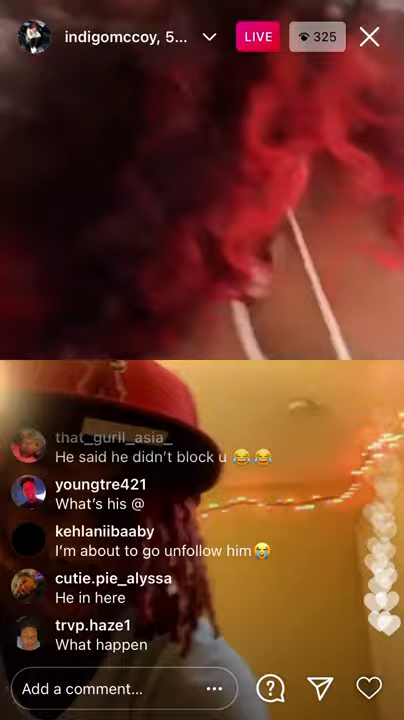 indigomccoy, 5...
LIVE
325
that_gurll_asia_
He said he didn’t block u 😂😂
youngtre421
What’s his @
kehlaniibaaby
I’m about to go unfollow him😭
cutie.pie_alyssa
He in here
trvp.haze1
What happen
Add a comment...